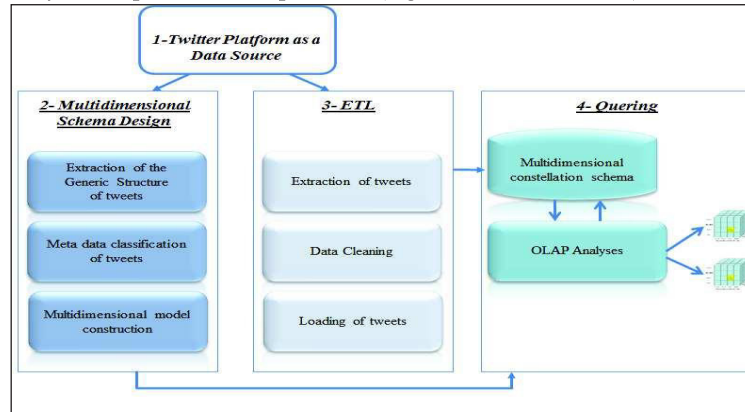 1-Twitter Platform as a
Data Source
2- Multidimensional
Schema Design
Extraction of the
Generic Structure
of tweets
Meta data classification
of tweets
Multidimensional model
construction
3- ETL
Extraction of tweets
Data Cleaning
Loading of tweets
4- Quering
Multidimensional
constellation schema
OLAP Analyses